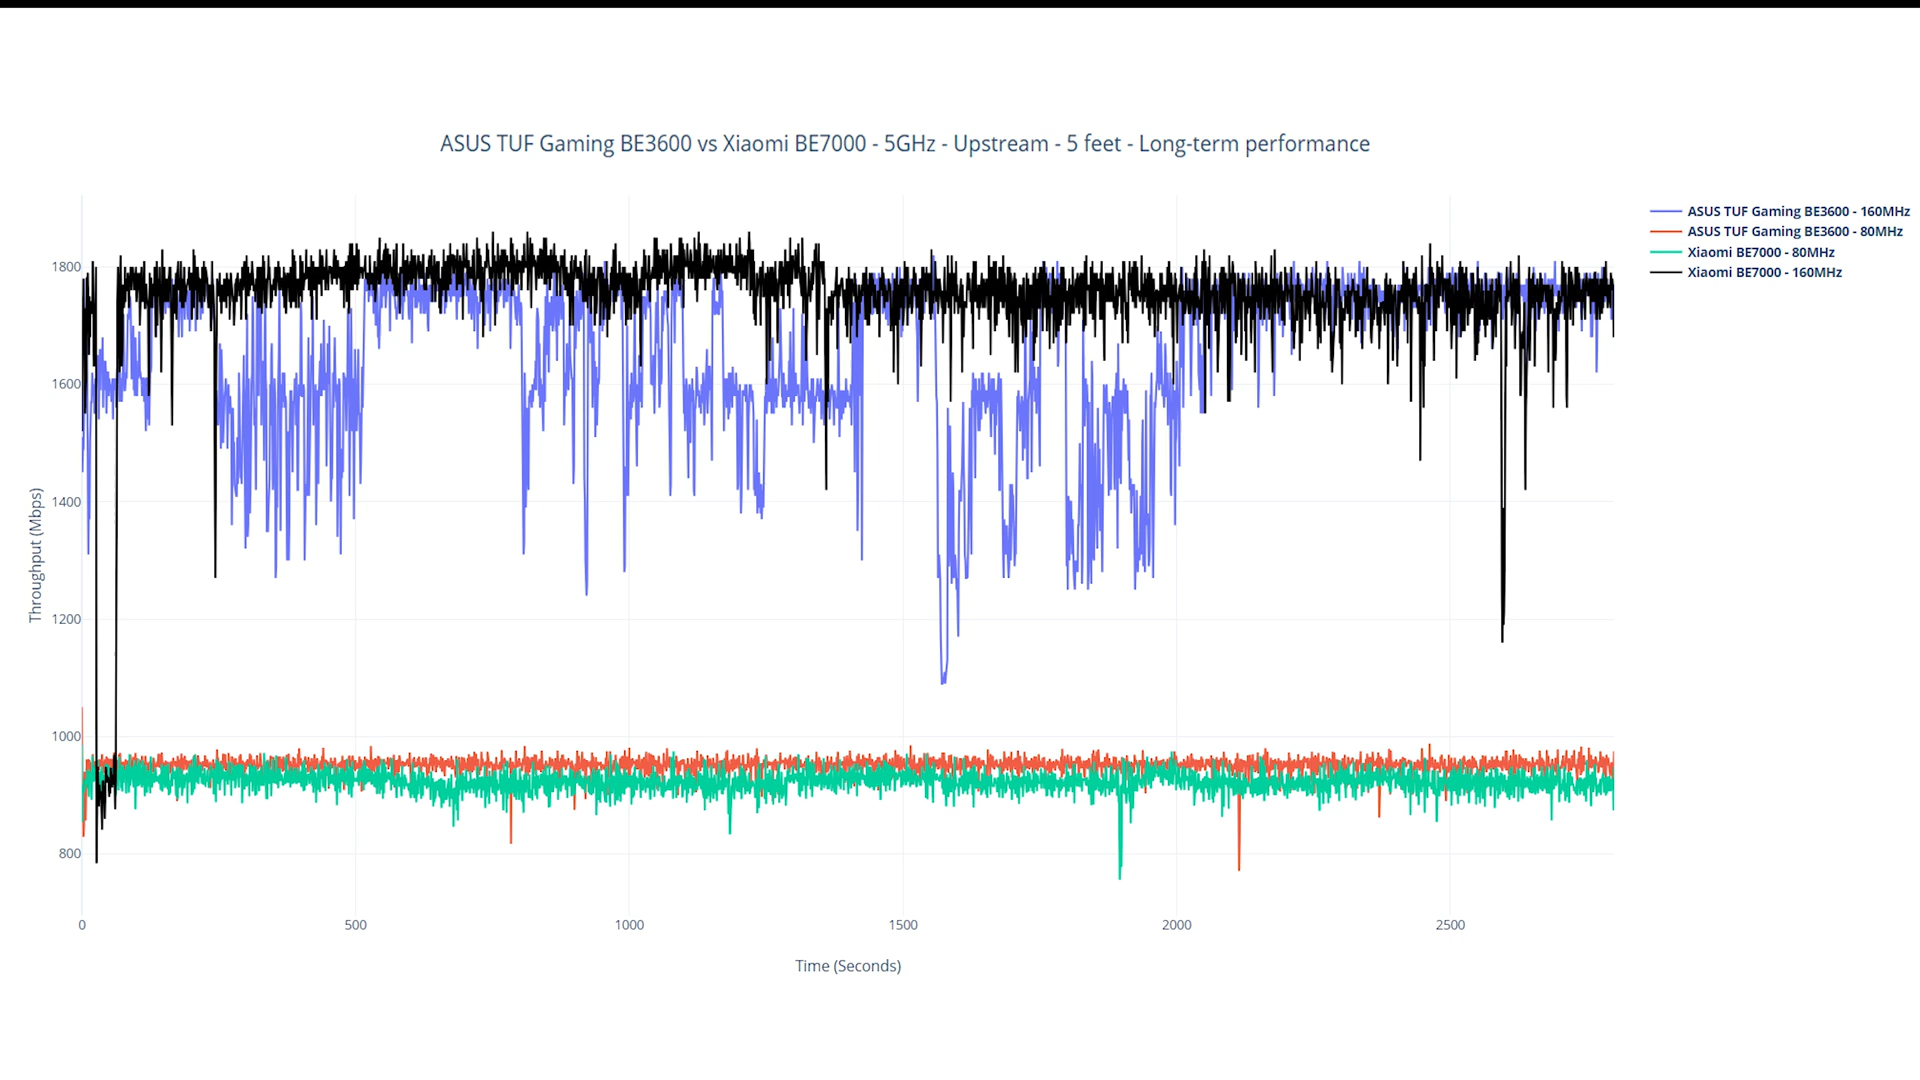 ASUS TUF Gaming BE3600 vs Xiaomi BE7000 - 5GHz - Upstream - 5 feet - Long-term performance
ASUS TUF Gaming BE3600 - 160MHz
ASUS TUF Gaming BE3600 - 80MHz
Xiaomi BE7000 - 80MHz
Xiaomi BE7000 - 160MHz
Throughput (Mbps)
1800
1600
1400
1200
1000
800
0
500
1000
1500
2000
2500
Time (Seconds)